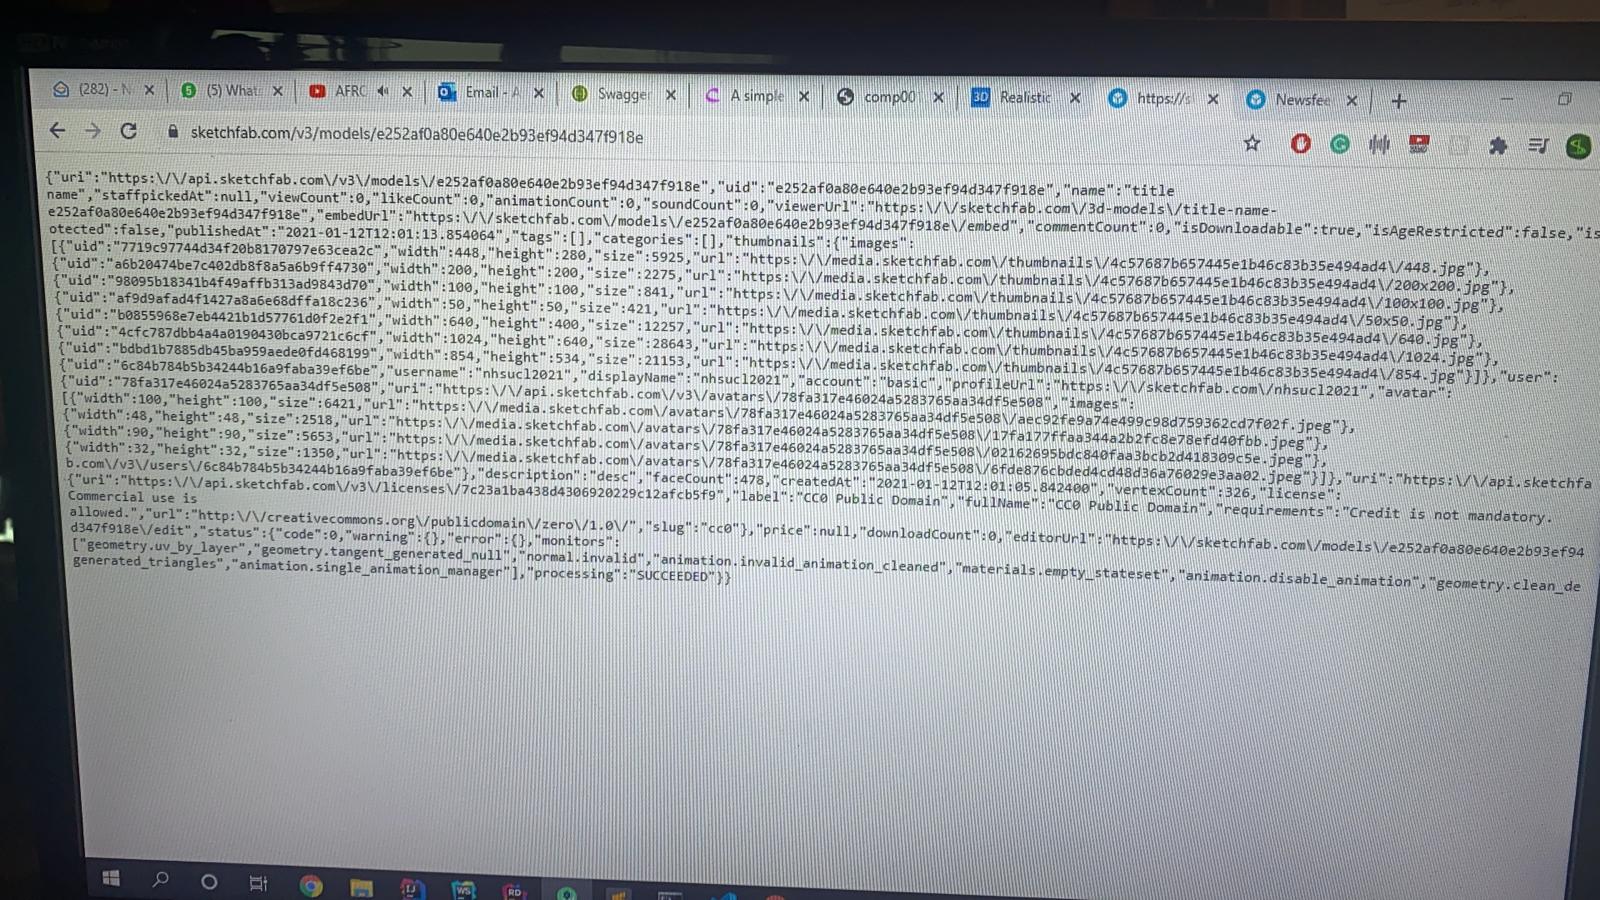 (282) - N
(5) What
AFRC
Email - A
Swagger
A simple
comp00
3D Realistic
https://s
Newsfee
sketchfab.com/v3/models/e252af0a80e640e2b93ef94d347f918e
{"uri":"https:\/\/api.sketchfab.com\/v3\/models\/e252af0a80e640e2b93ef94d347f918e","uid":"e252af0a80e640e2b93ef94d347f918e","name":"title
name","staffpickedAt":null,"viewCount":0,"likeCount":0,"animationCount":0,"soundCount":0,"viewerUrl":"https:\/\/sketchfab.com\/3d-models\/title-name-
e252af0a80e640e2b93ef94d347f918e","embedUrl":"https:\/\/sketchfab.com\/models\/e252af0a80e640e2b93ef94d347f918e\/embed","commentCount":0,"isDownloadable":true,"isAgeRestricted":false,"is
otected":false,"publishedAt":"2021-01-12T12:01:13.854064","tags":[],"categories":[],"thumbnails":{"images":
[{"uid":"7719c97744d34f20b8170797e63cea2c","width":448,"height":280,"size":5925,"url":"https:\/\/media.sketchfab.com\/thumbnails\/4c57687b657445e1b46c83b35e494ad4\/448.jpg"},
{"uid":"a6b20474be7c402db8f8a5a6b9ff4730","width":200,"height":200,"size":2275,"url":"https:\/\/media.sketchfab.com\/thumbnails\/4c57687b657445e1b46c83b35e494ad4\/200x200.jpg"},
{"uid":"98095b18341b4f49affb313ad9843d70","width":100,"height":100,"size":841,"url":"https:\/\/media.sketchfab.com\/thumbnails\/4c57687b657445e1b46c83b35e494ad4\/100x100.jpg"},
{"uid":"af9d9afad4f1427a8a6e68dffa18c236","width":50,"height":50,"size":421,"url":"https:\/\/media.sketchfab.com\/thumbnails\/4c57687b657445e1b46c83b35e494ad4\/50x50.jpg"},
{"uid":"b0855968e7eb4421b1d57761d0f2e2f1","width":640,"height":400,"size":12257,"url":"https:\/\/media.sketchfab.com\/thumbnails\/4c57687b657445e1b46c83b35e494ad4\/640.jpg"},
{"uid":"4cfc787dbb4a4a0190430bca9721c6cf","width":1024,"height":640,"size":28643,"url":"https:\/\/media.sketchfab.com\/thumbnails\/4c57687b657445e1b46c83b35e494ad4\/1024.jpg"},
{"uid":"bdbd1b7885db45ba959aede0fd468199","width":854,"height":534,"size":21153,"url":"https:\/\/media.sketchfab.com\/thumbnails\/4c57687b657445e1b46c83b35e494ad4\/854.jpg"}]},"user":
{"uid":"6c84b784b5b34244b16a9faba39ef6be","username":"nhsucl2021","displayName":"nhsucl2021","account":"basic","profileUrl":"https:\/\/sketchfab.com\/nhsucl2021","avatar":
{"uid":"78fa317e46024a5283765aa34df5e508","uri":"https:\/\/api.sketchfab.com\/v3\/avatars\/78fa317e46024a5283765aa34df5e508","images":
[{"width":100,"height":100,"size":6421,"url":"https:\/\/media.sketchfab.com\/avatars\/78fa317e46024a5283765aa34df5e508\/aec92fe9a74e499c98d759362cd7f02f.jpeg"},
{"width":48,"height":48,"size":2518,"url":"https:\/\/media.sketchfab.com\/avatars\/78fa317e46024a5283765aa34df5e508\/17fa177ffaa344a2b2fc8e78efd40fbb.jpeg"},
{"width":90,"height":90,"size":5653,"url":"https:\/\/media.sketchfab.com\/avatars\/78fa317e46024a5283765aa34df5e508\/02162695bdc840faa3bcb2d418309c5e.jpeg"},
{"width":32,"height":32,"size":1350,"url":"https:\/\/media.sketchfab.com\/avatars\/78fa317e46024a5283765aa34df5e508\/6fde876cbded4cd48d36a76029e3aa02.jpeg"}]},"uri":"https:\/\/api.sketchfa
b.com\/v3\/users\/6c84b784b5b34244b16a9faba39ef6be"},"description":"desc","faceCount":478,"createdAt":"2021-01-12T12:01:05.842400","vertexCount":326,"license":
{"uri":"https:\/\/api.sketchfab.com\/v3\/licenses\/7c23a1ba438d4306920229c12afcb5f9","label":"CC0 Public Domain","fullName":"CC0 Public Domain","requirements":"Credit is not mandatory.
Commercial use is
allowed.","url":"http:\/\/creativecommons.org\/publicdomain\/zero\/1.0\/","slug":"cc0"},"price":null,"downloadCount":0,"editorUrl":"https:\/\/sketchfab.com\/models\/e252af0a80e640e2b93ef94
d347f918e\/edit","status":{"code":0,"warning":{},"error":{},"monitors":
["geometry.uv_by_layer","geometry.tangent_generated_null","normal.invalid","animation.invalid_animation_cleaned","materials.empty_stateset","animation.disable_animation","geometry.clean_de
generated_triangles","animation.single_animation_manager"],"processing":"SUCCEEDED"}}
IJ
WS
RD